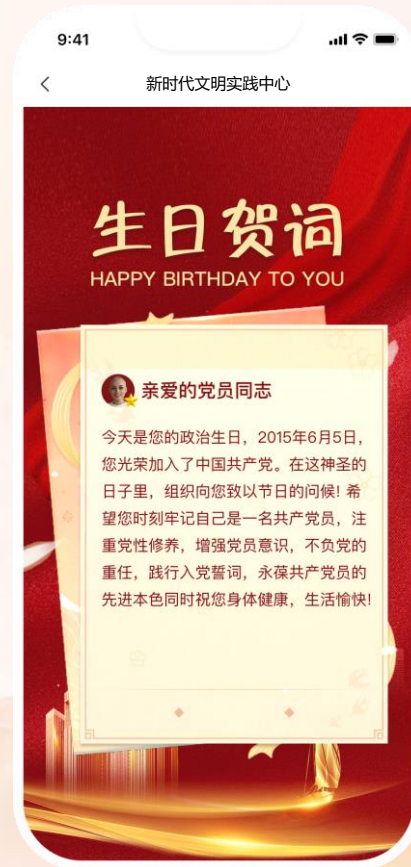 9:41
新时代文明实践中心
生日贺词
HAPPY BIRTHDAY TO YOU
亲爱的党员同志
今天是您的政治生日，2015年6月5日，
您光荣加入了中国共产党。在这神圣的
日子里，组织向您致以节日的问候! 希
望您时刻牢记自己是一名共产党员，注
重党性修养，增强党员意识，不负党的
重任，践行入党誓词，永葆共产党员的
先进本色同时祝您身体健康，生活愉快!